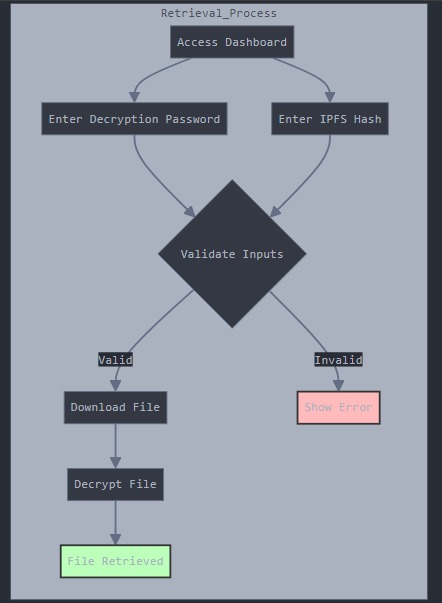 Retrieval_Process
Access Dashboard
Enter Decryption Password
Enter IPFS Hash
Validate Inputs
Valid
Invalid
Download File
Show Error
Decrypt File
File Retrieved